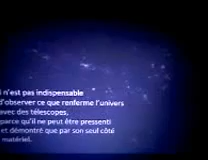 l n'est pas indispensable
d'observer ce que renferme l'univers
avec des télescopes,
parce qu'il ne peut être pressenti
et démontré que par son seul côté
matériel.